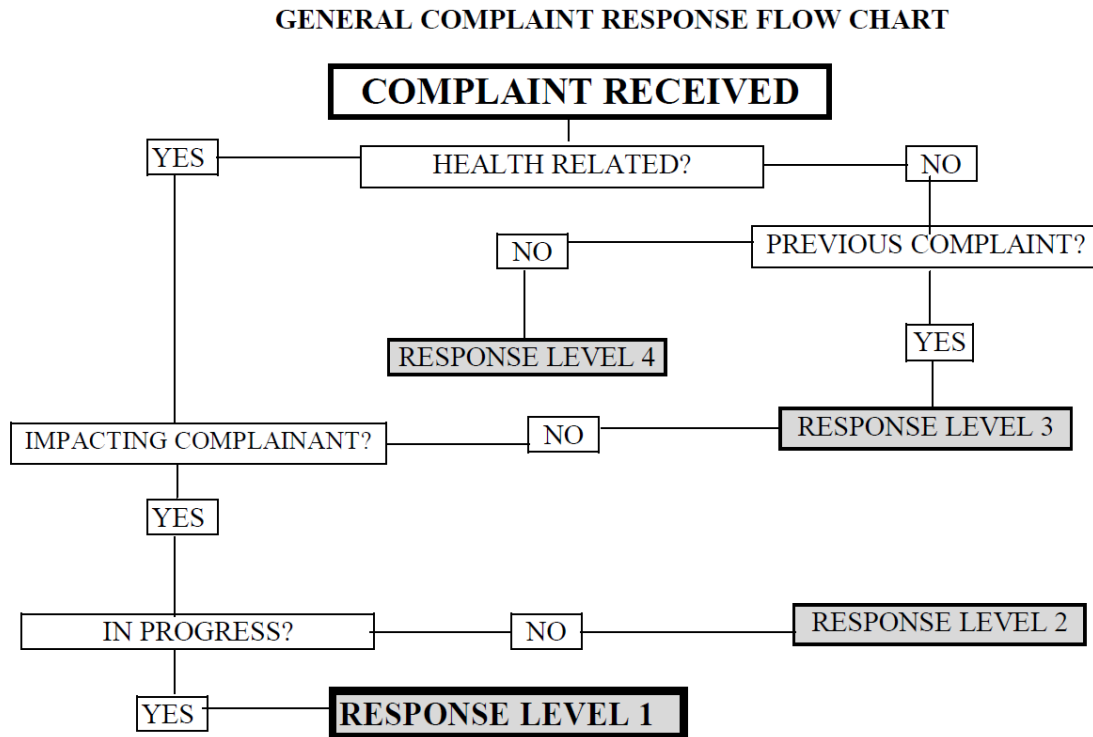 GENERAL COMPLAINT RESPONSE FLOW CHART
COMPLAINT RECEIVED
YES
HEALTH RELATED?
NO
NO
PREVIOUS COMPLAINT?
RESPONSE LEVEL 4
YES
IMPACTING COMPLAINANT?
NO
RESPONSE LEVEL 3
YES
IN PROGRESS?
NO
RESPONSE LEVEL 2
YES
RESPONSE LEVEL 1